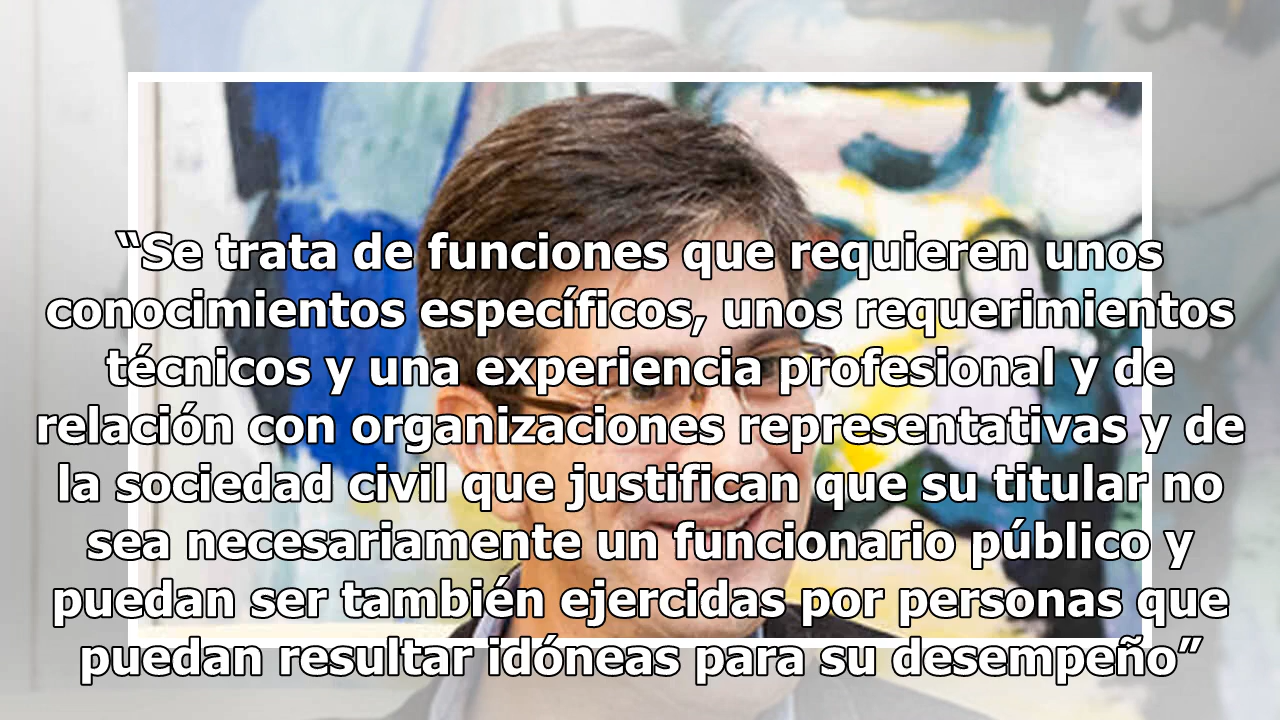 “Se trata de funciones que requieren unos
conocimientos específicos, unos requerimientos
técnicos y una experiencia profesional y de
relación con organizaciones representativas y de
la sociedad civil que justifican que su titular no
sea necesariamente un funcionario público y
puedan ser también ejercidas por personas que
puedan resultar idóneas para su desempeño”